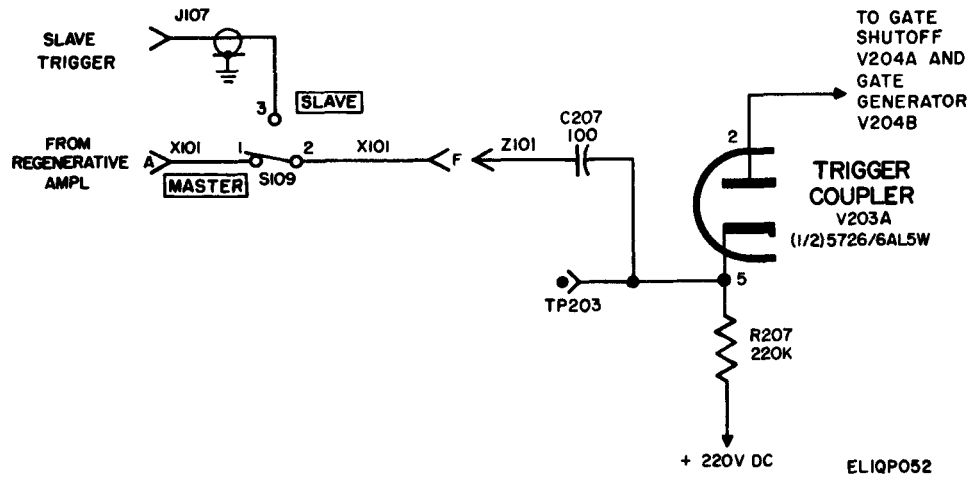 J107
SLAVE
TRIGGER
3
SLAVE
FROM
REGENERATIVE
AMPL
A
X101
1
2
X101
F
Z101
MASTER
S109
C207
100
TO GATE
SHUTOFF
V204A AND
GATE
GENERATOR
V204B
2
TRIGGER
COUPLER
V203A
(1/2)5726/6AL5W
TP203
5
R207
220K
+ 220V DC
EL1QP052